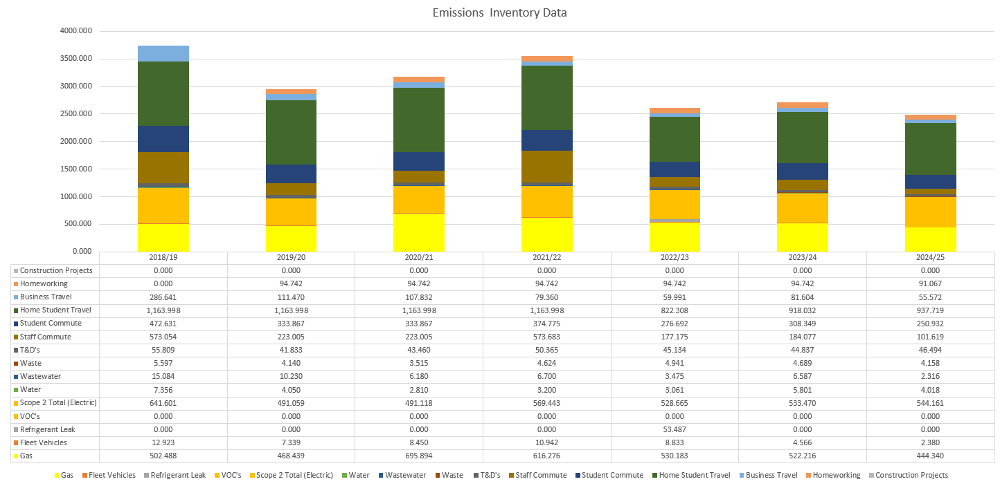 Emissions Inventory Data
4000.000
3500.000
3000.000
2500.000
2000.000
1500.000
1000.000
500.000
0.000
2018/19 2019/20 2020/21 2021/22 2022/23 2023/24 2024/25
Construction Projects 0.000 0.000 0.000 0.000 0.000 0.000 0.000
Homeworking 0.000 94.742 94.742 94.742 94.742 94.742 91.067
Business Travel 286.641 111.470 107.832 79.360 59.991 81.604 55.572
Home Student Travel 1,163.998 1,163.998 1,163.998 1,163.998 822.308 918.032 937.719
Student Commute 472.631 333.867 333.867 374.775 276.692 308.349 250.932
Staff Commute 573.054 223.005 223.005 573.683 177.175 184.077 101.619
T&D's 55.809 41.833 43.460 50.365 45.134 44.837 46.494
Waste 5.597 4.140 3.515 4.624 4.941 4.689 4.158
Wastewater 15.084 10.230 6.180 6.700 3.475 6.587 2.316
Water 7.356 4.050 2.810 3.200 3.061 5.801 4.018
Scope 2 Total (Electric) 641.601 491.059 491.118 569.443 528.665 533.470 544.161
VOC's 0.000 0.000 0.000 0.000 0.000 0.000 0.000
Refrigerant Leak 0.000 0.000 0.000 0.000 53.487 0.000 0.000
Fleet Vehicles 12.923 7.339 8.450 10.942 8.833 4.566 2.380
Gas 502.488 468.439 695.894 616.276 530.183 522.216 444.340
Gas Fleet Vehicles Refrigerant Leak VOC's Scope 2 Total (Electric) Water Wastewater Waste T&D's Staff Commute Student Commute Home Student Travel Business Travel Homeworking Construction Projects